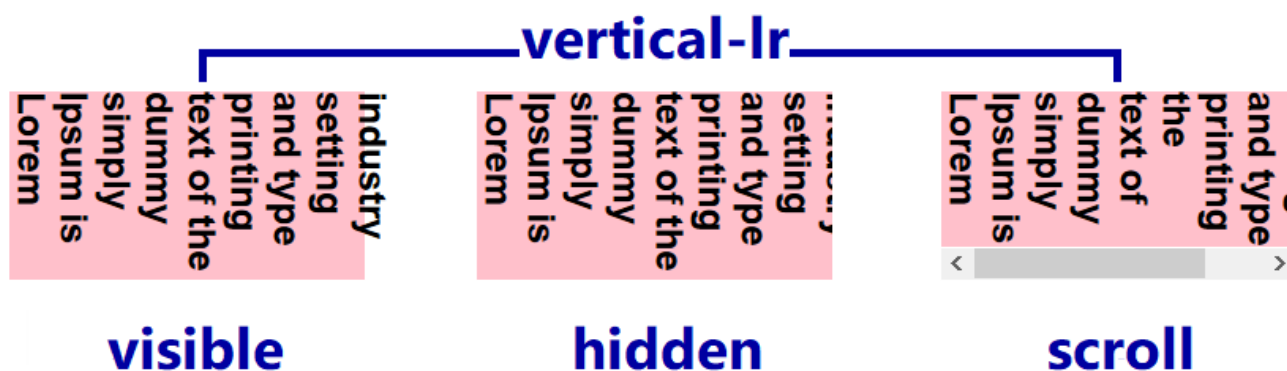 vertical-lr
Lorem
Ipsum is
simply
dummy
text of the
printing
and type
setting
industry
Lorem
Ipsum is
simply
dummy
text of the
printing
and type
setting
Lorem
Ipsum is
simply
dummy
text of
the
printing
and type
visible
hidden
scroll